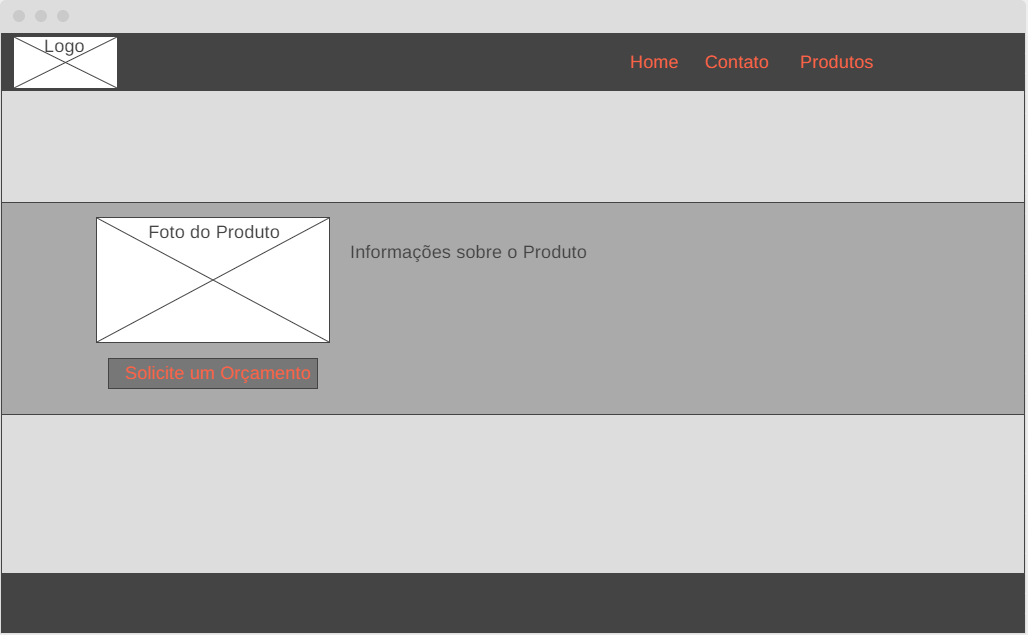 Logo
Home Contato Produtos
Foto do Produto
Informações sobre o Produto
Solicite um Orçamento